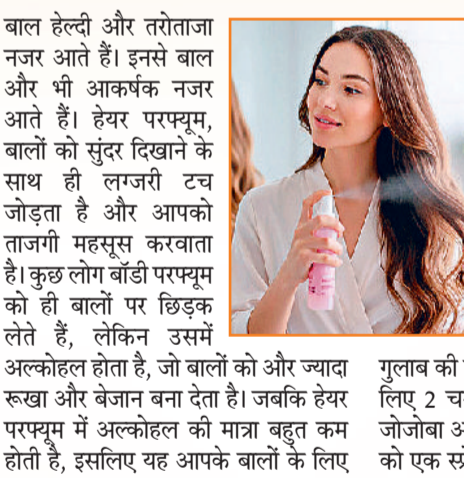 बाल हेल्दी और तरोताजा
नजर आते हैं। इनसे बाल
और भी आकर्षक नजर
आते हैं। हेयर परफ्यूम,
बालों को सुंदर दिखाने के
साथ ही लग्जरी टच
जोड़ता है और आपको
ताजगी महसूस करवाता
है। कुछ लोग बॉडी परफ्यूम
को ही बालों पर छिड़क
लेते हैं, लेकिन उसमें
अल्कोहल होता है, जो बालों को और ज्यादा
रूखा और बेजान बना देता है। जबकि हेयर
परफ्यूम में अल्कोहल की मात्रा बहुत कम
होती है, इसलिए यह आपके बालों के लिए
गुलाब की
लिए 2
जोजोबा
को एक